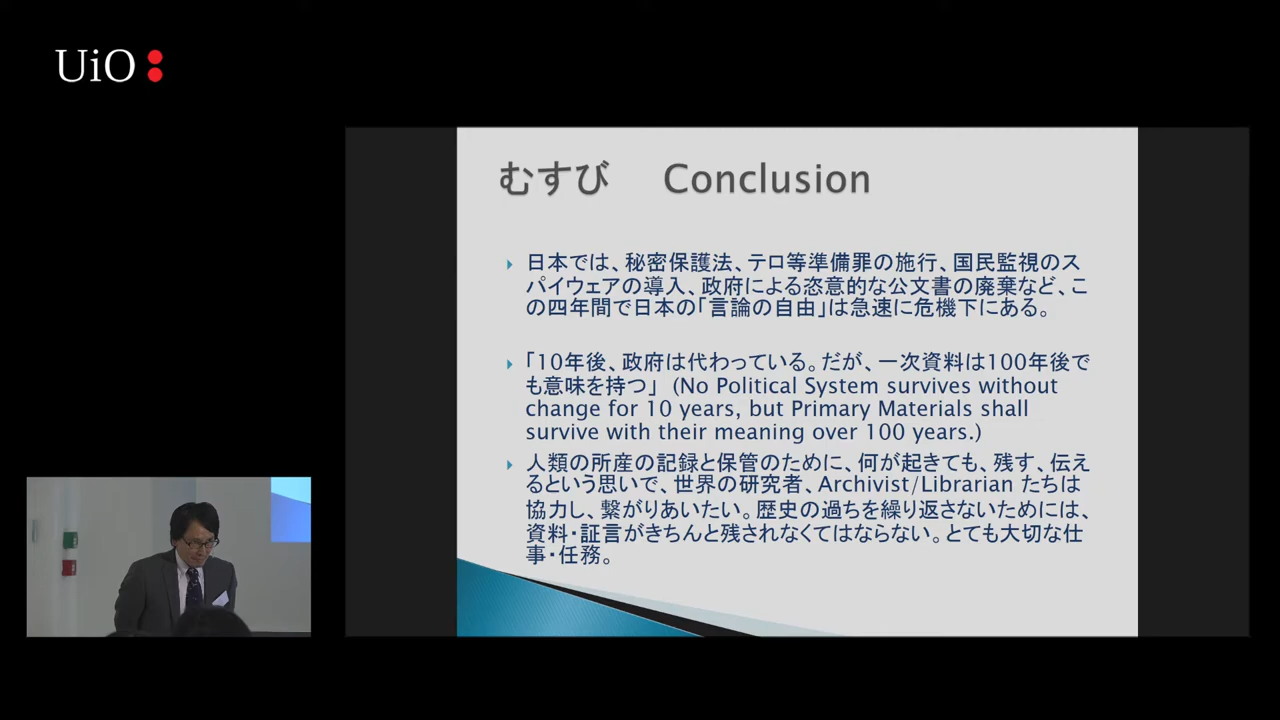 UiO:
むすび Conclusion
日本では、秘密保護法、テロ等準備罪の施行、国民監視のス
パイウェアの導入、政府による恣意的な公文書の廃棄など、こ
の四年間で日本の「言論の自由」は急速に危機下にある。
「10年後、政府は代わっている。だが、一次資料は100年後で
も意味を持つ」 (No Political System survives without
change for 10 years, but Primary Materials shall
survive with their meaning over 100 years.)
人類の所産の記録と保管のために、何が起きても、残す、伝え
るという思いで、世界の研究者、Archivist/Librarian たちは
協力し、繋がりあいたい。歴史の過ちを繰り返さないためには、
資料・証言がきちんと残されなくてはならない。とても大切な仕
事・任務。